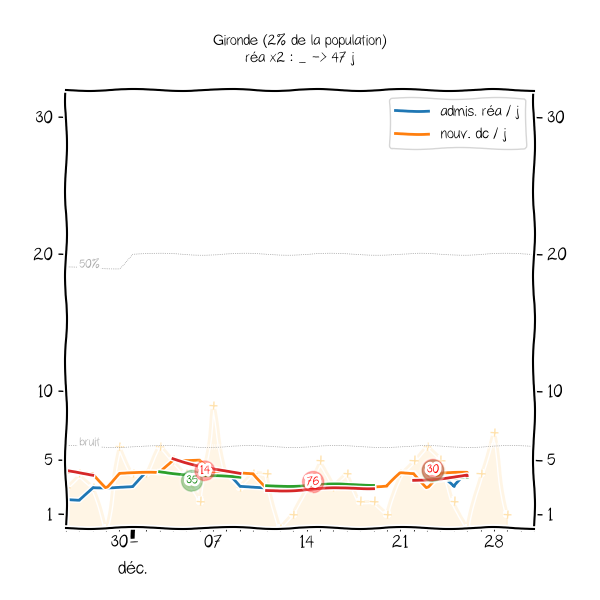 Gironde (2% de la population)
réa x2 : _ -> 47 j
admis. réa / j
nouv. dc / j
30 30
20 20
50%
10 10
bruit
5 5
14 35 76 30
1 1
30 07 14 21 28
déc.